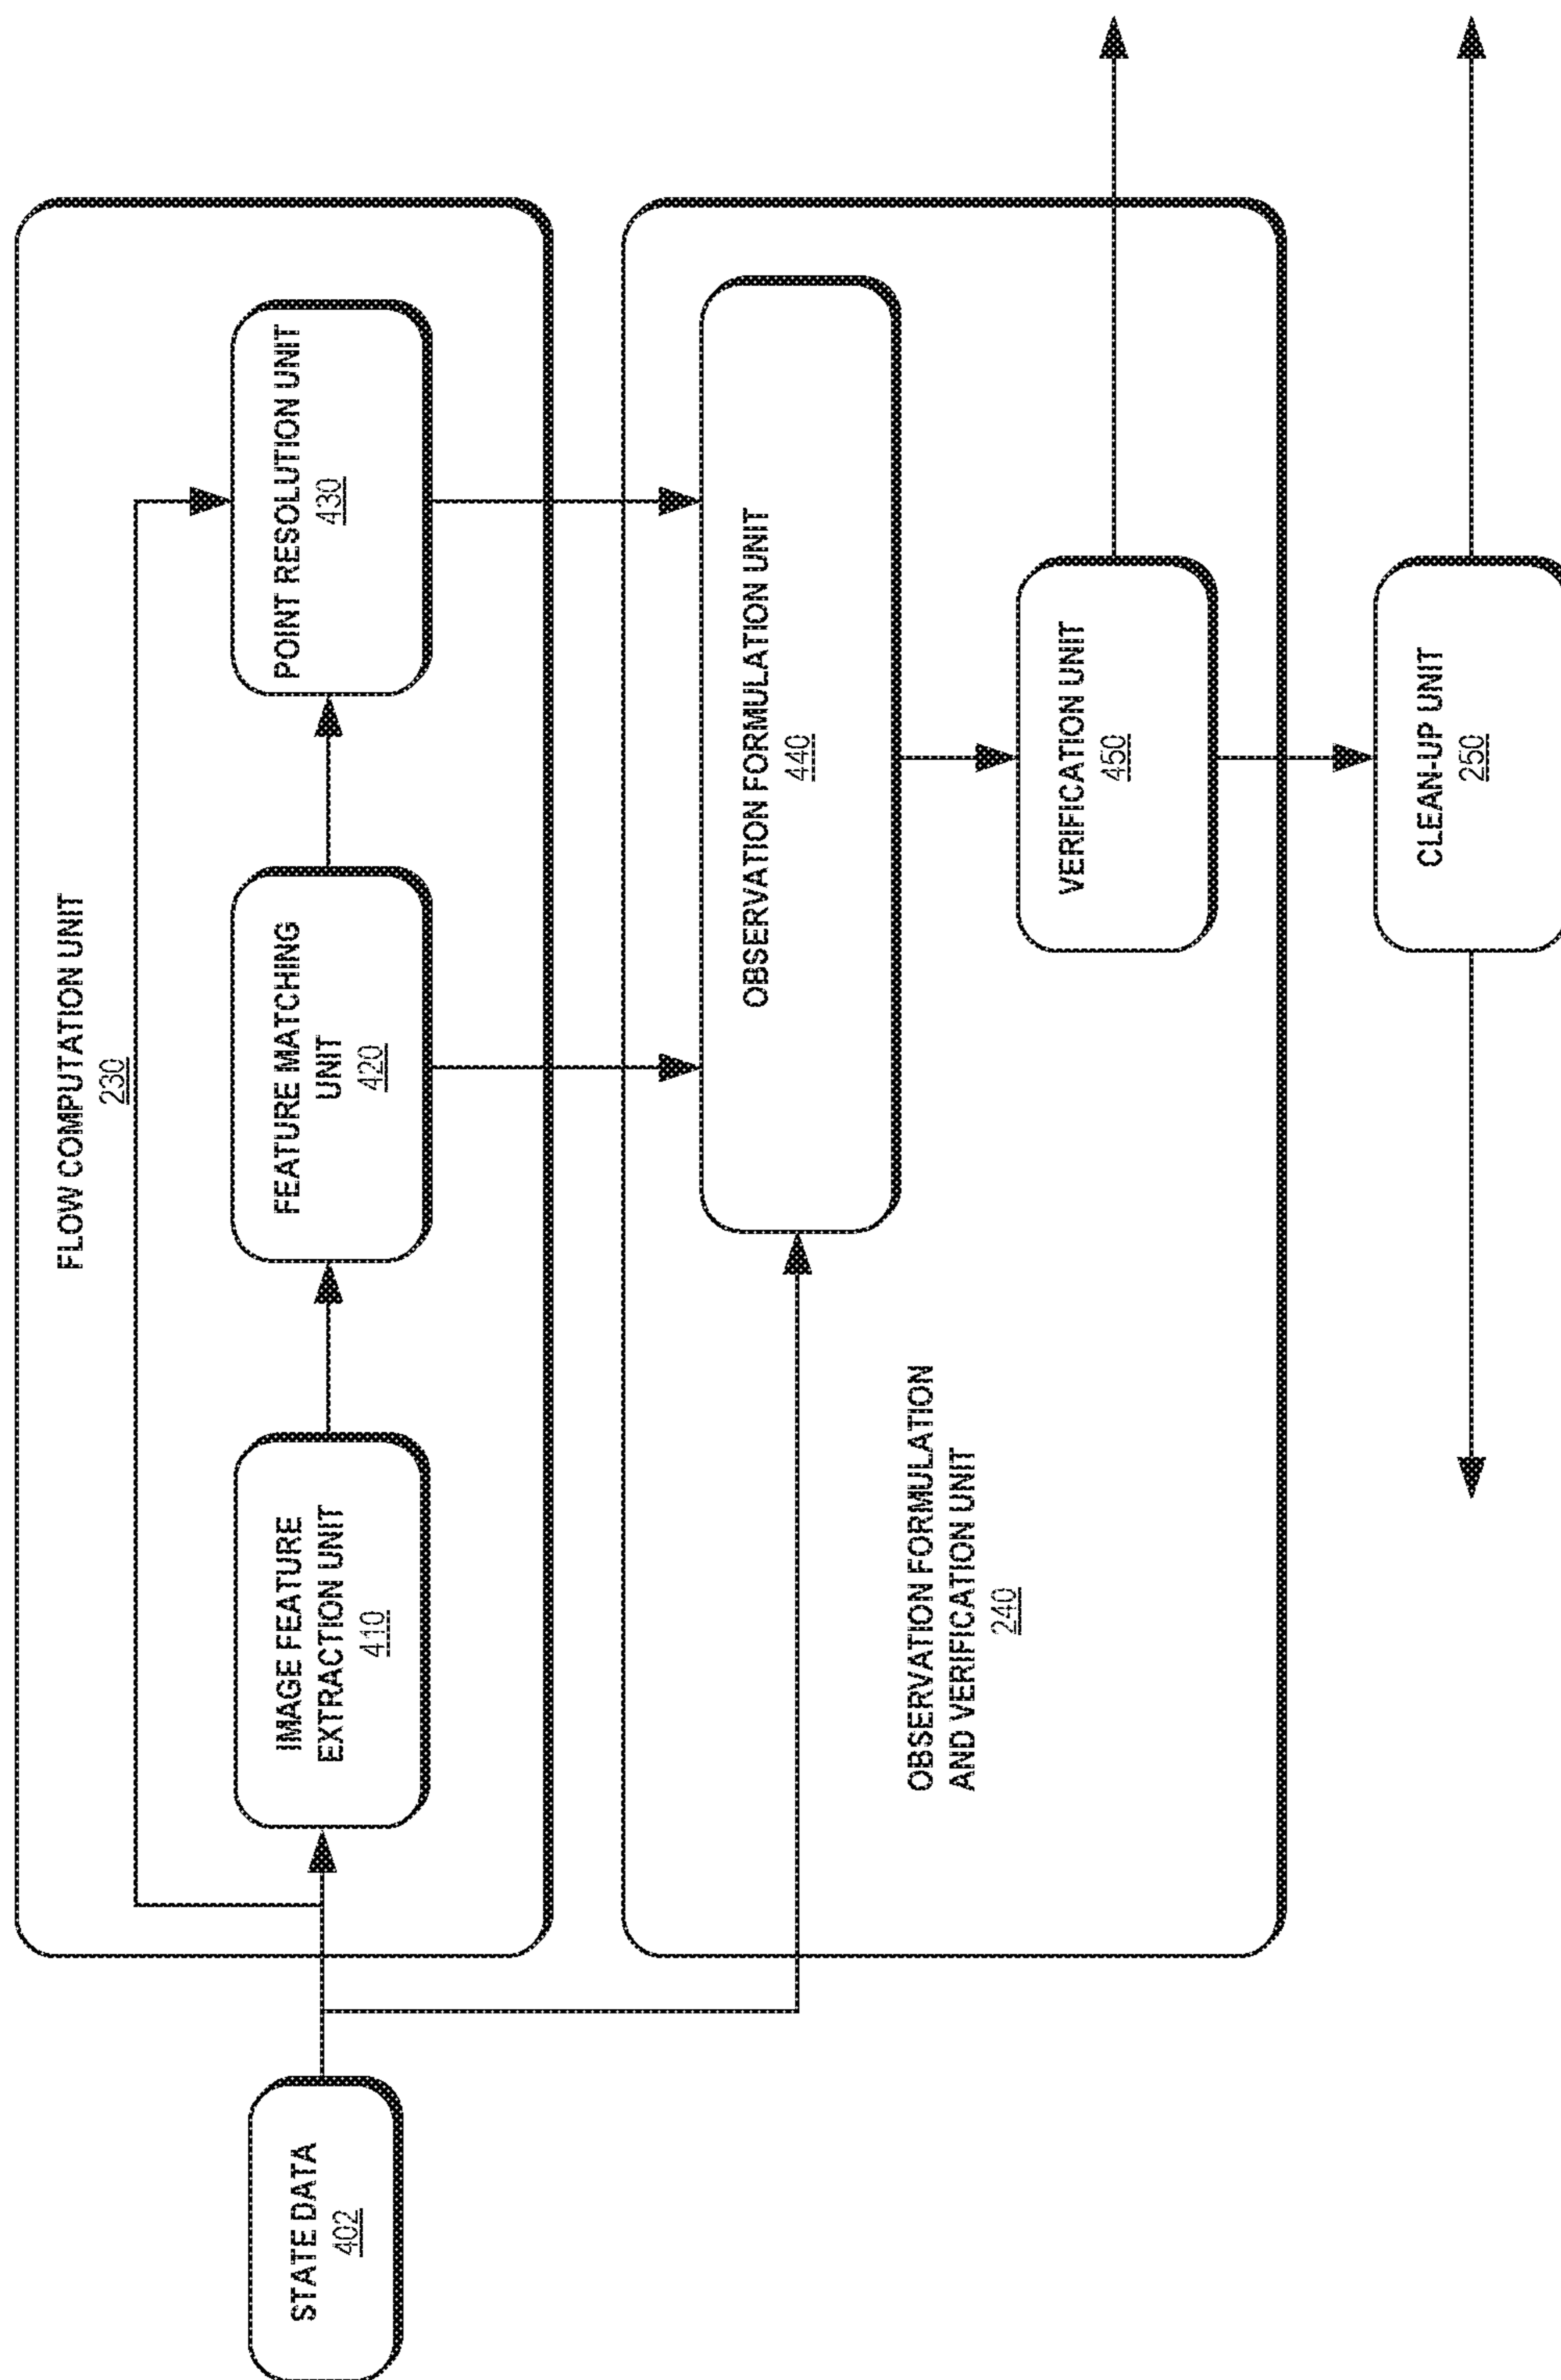 FLOW COMPUTATION UNIT
230
STATE DATA
402
IMAGE FEATURE
EXTRACTION UNIT
410
FEATURE MATCHING
UNIT
420
POINT RESOLUTION UNIT
430
OBSERVATION FORMULATION UNIT
440
OBSERVATION FORMULATION
AND VERIFICATION UNIT
240
VERIFICATION UNIT
450
CLEAN-UP UNIT
250